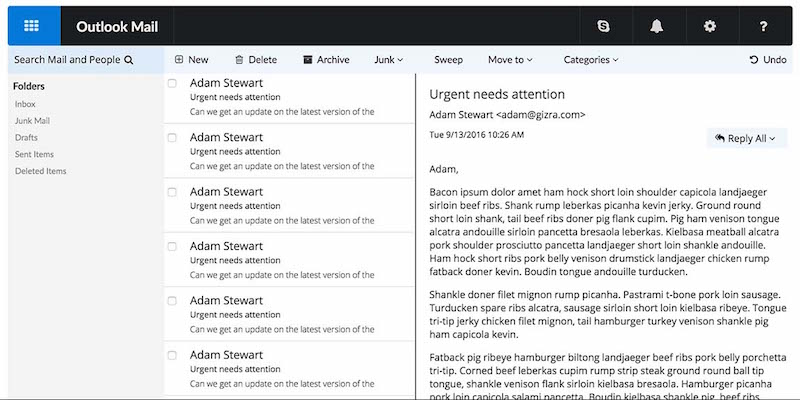 Outlook Mail
?
Search Mail and People
New
Delete
Archive
Junk
Sweep
Move to
Categories
Undo
Folders
Inbox
Junk Mail
Drafts
Sent Items
Deleted Items
Adam Stewart
Urgent needs attention
Can we get an update on the latest version of the
Adam Stewart
Urgent needs attention
Can we get an update on the latest version of the
Adam Stewart
Urgent needs attention
Can we get an update on the latest version of the
Adam Stewart
Urgent needs attention
Can we get an update on the latest version of the
Adam Stewart
Urgent needs attention
Can we get an update on the latest version of the
Adam Stewart
Urgent needs attention
Can we get an update on the latest version of the
Urgent needs attention
Adam Stewart <adam@gizra.com>
Tue 9/13/2016 10:26 AM
Reply All
Adam,
Bacon ipsum dolor amet ham hock short loin shoulder capicola landjaeger
sirloin beef ribs. Shank rump leberkas picanha kevin jerky. Ground round
short loin shank, tail beef ribs doner pig flank cupim. Pig ham venison tongue
alcatra andouille sirloin pancetta bresaola leberkas. Kielbasa meatball alcatra
pork shoulder prosciutto pancetta landjaeger short loin shankle andouille.
Ham hock short ribs pork belly venison drumstick landjaeger chicken rump
fatback doner kevin. Boudin tongue andouille turducken.
Shankle doner filet mignon rump picanha. Pastrami t-bone pork loin sausage.
Turducken spare ribs alcatra, sausage sirloin short loin kielbasa ribeye. Tongue
tri-tip jerky chicken filet mignon, tail hamburger turkey venison shankle pig
ham capicola kevin.
Fatback pig ribeye hamburger biltong landjaeger beef ribs pork belly porchetta
tri-tip. Corned beef leberkas cupim rump strip steak ground round ball tip
tongue, shankle venison flank sirloin kielbasa bresaola. Hamburger picanha
pork loin capicola salami pancetta. Boudin kielbasa shankle pig, beef ribs